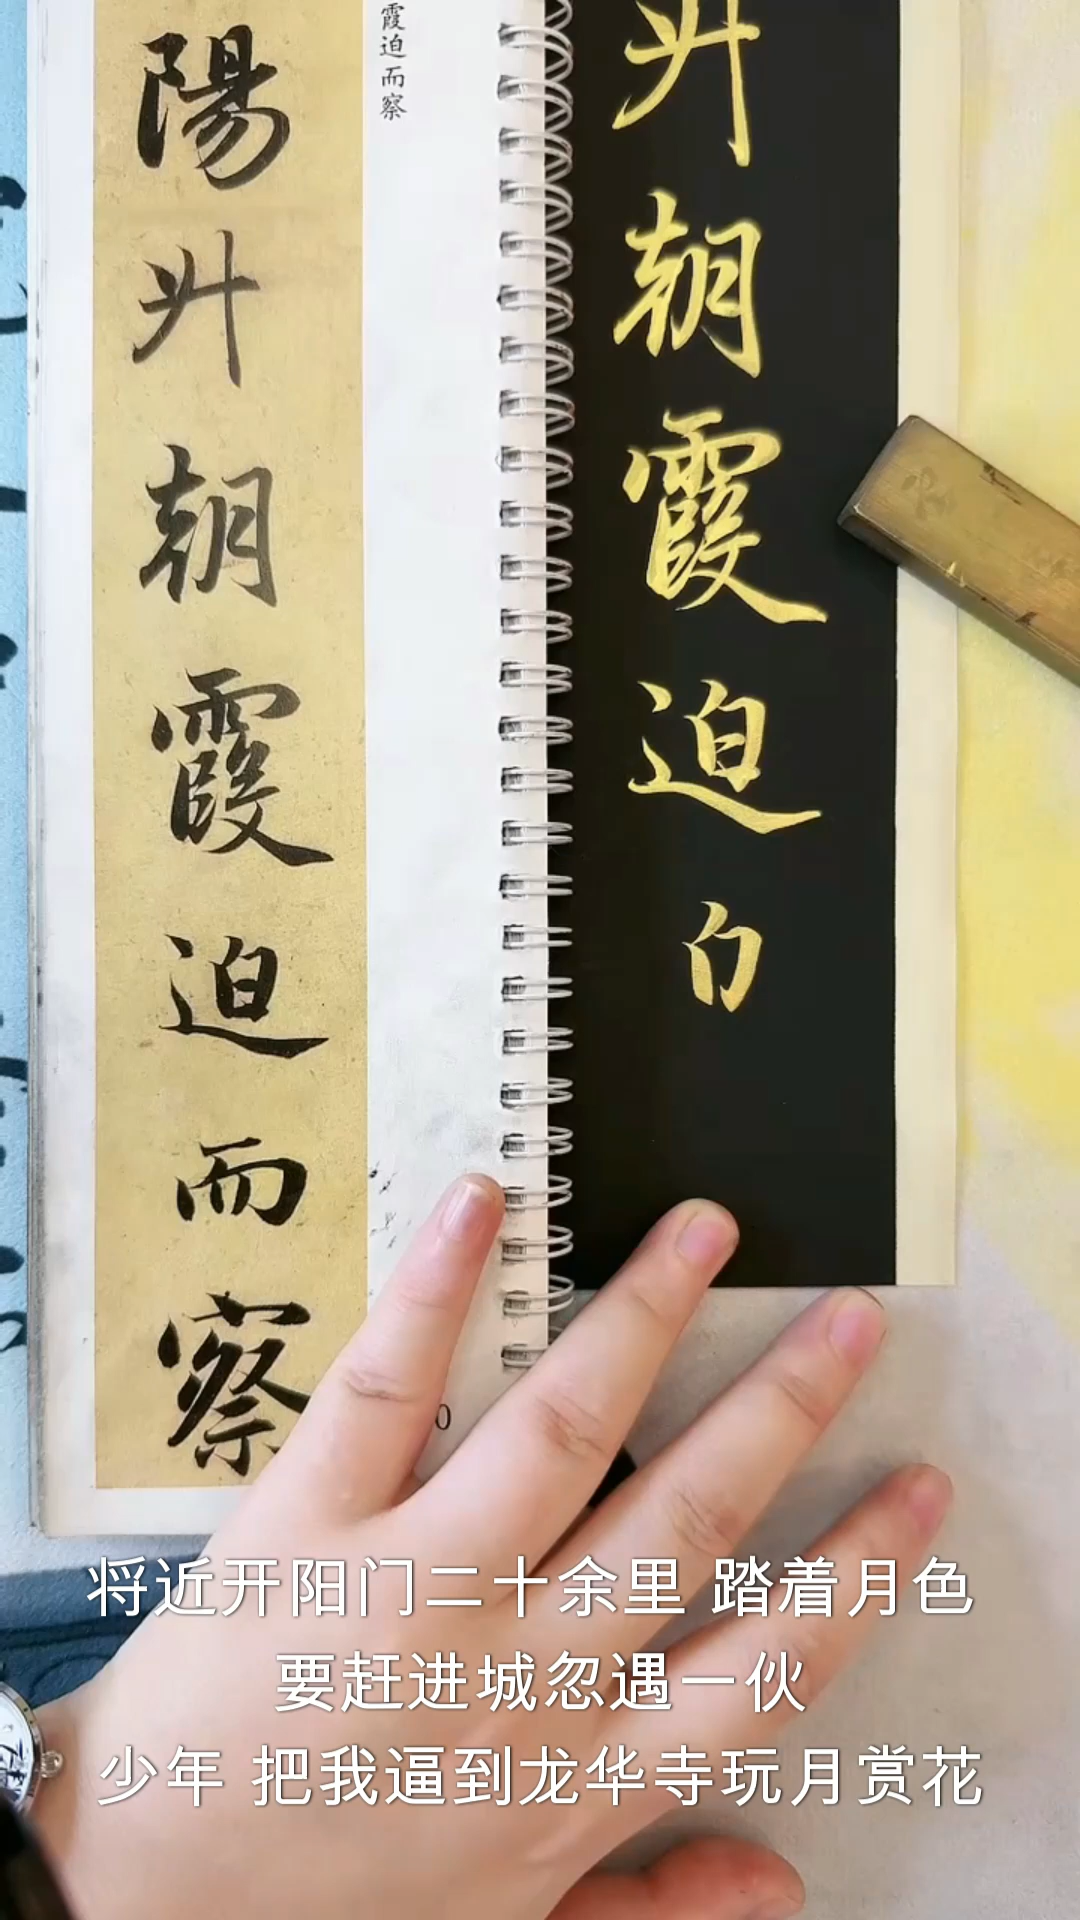 陽升朝霞迫而察
霞迫而察
升朝霞迫白
0
将近开阳门二十余里 踏着月色
要赶进城忽遇一伙
少年 把我逼到龙华寺玩月赏花